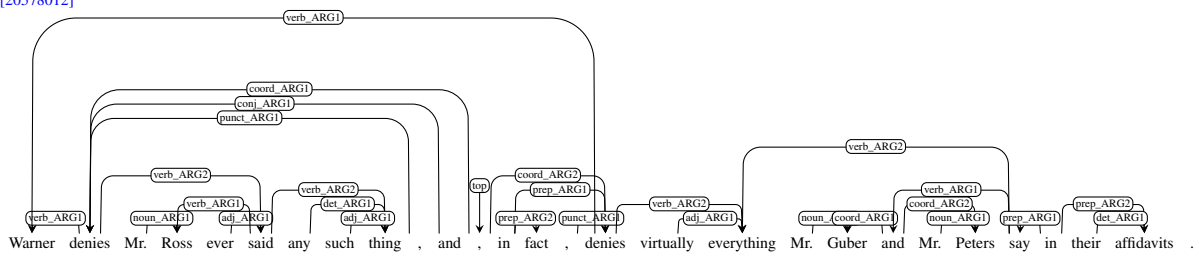 [20378012]
verb_ARG1
coord_ARG1
conj_ARG1
punct_ARG1
verb_ARG2
verb_ARG2 coord_ARG2
top
verb_ARG2 prep_ARG1 verb_ARG1
verb_ARG1 det_ARG1 verb_ARG2 coord_ARG2 prep_ARG2
verb_ARG1 noun_ARG1 adj_ARG1 adj_ARG1 prep_ARG2 punct_ARG1 adj_ARG1 noun_ coord_ARG1 noun_ARG1 prep_ARG1 det_ARG1
Warner denies Mr. Ross ever said any such thing , and , in fact , denies virtually everything Mr. Guber and Mr. Peters say in their affidavits .